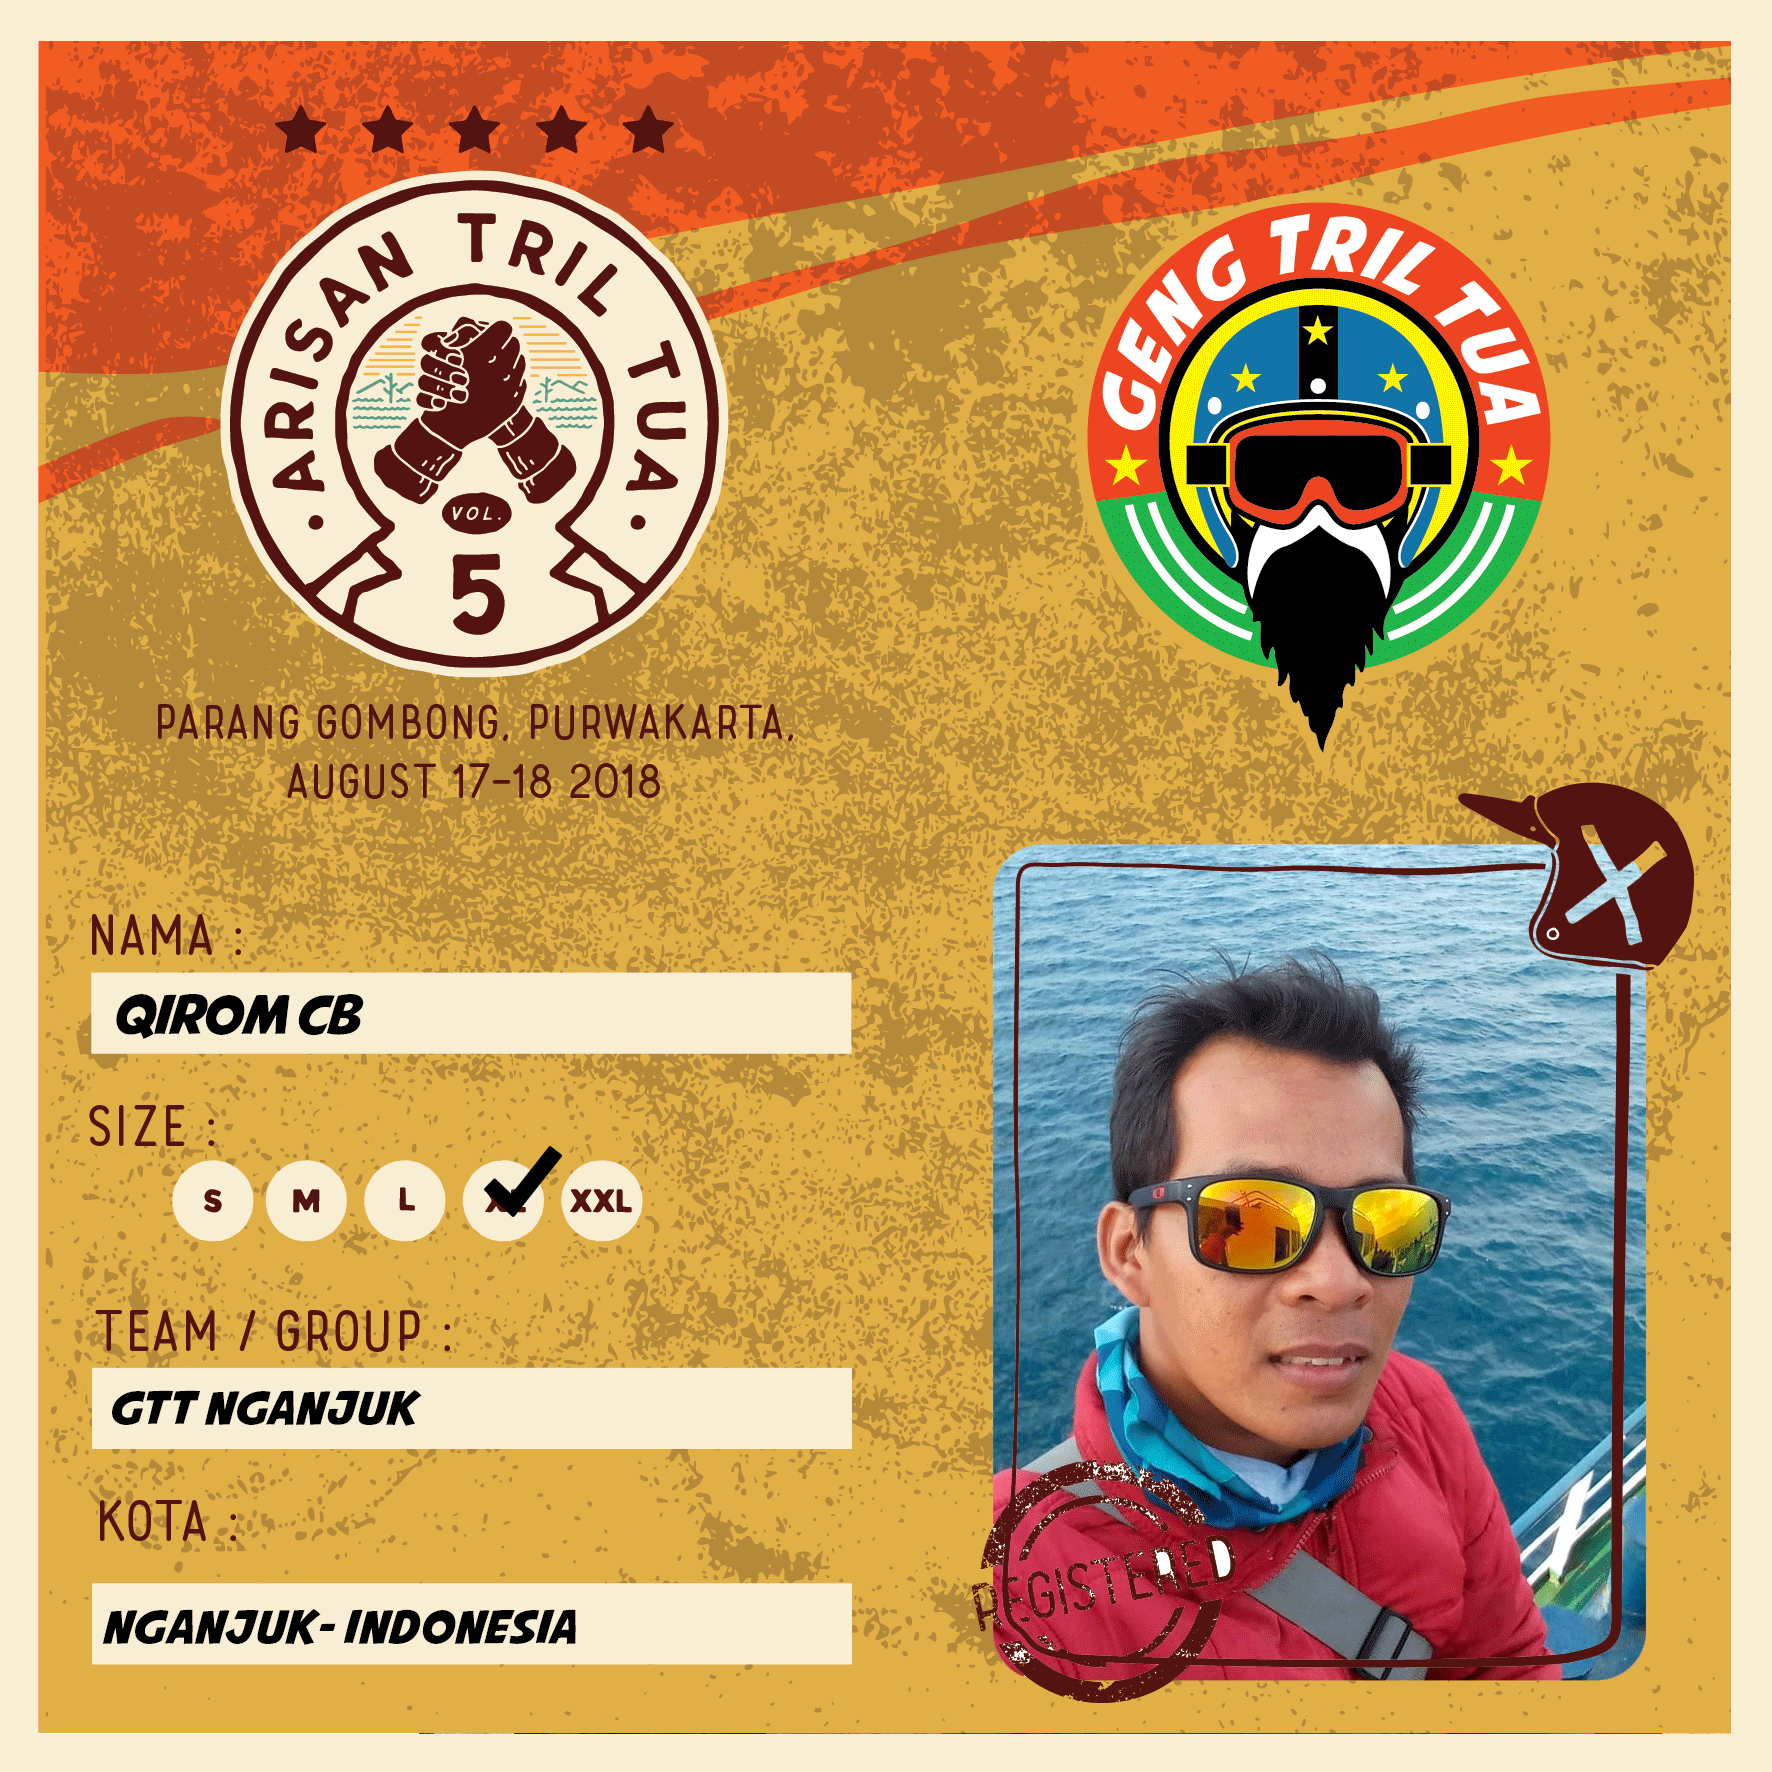 ARISAN TRIL TUA
VOL.
5
GENG TRIL TUA
PARANG GOMBONG, PURWAKARTA,
AUGUST 17-18 2018
NAMA :
QIROM CB
SIZE :
S M L XL XXL
TEAM / GROUP :
GTT NGANJUK
KOTA :
NGANJUK- INDONESIA
REGISTERED